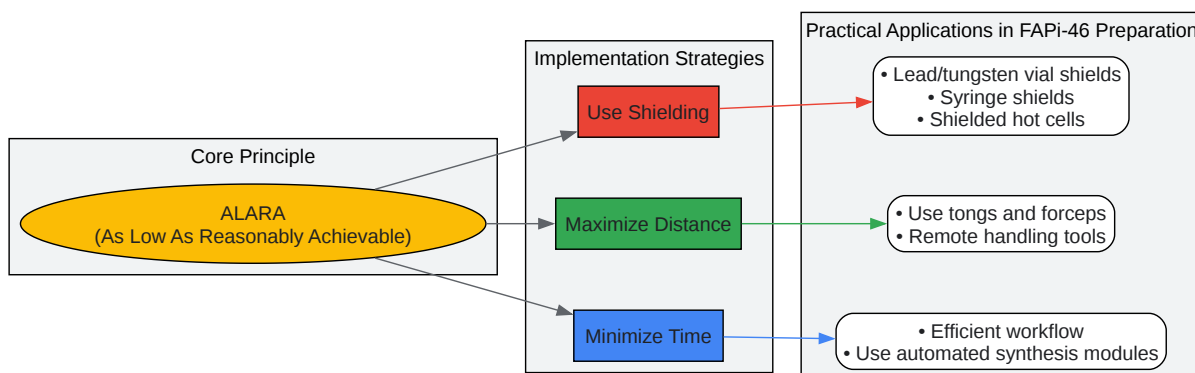 Core Principle
ALARA
(As Low As Reasonably Achievable)
Implementation Strategies
Use Shielding
Maximize Distance
Minimize Time
Practical Applications in FAPi-46 Preparation
• Lead/tungsten vial shields
• Syringe shields
• Shielded hot cells
• Use tongs and forceps
• Remote handling tools
• Efficient workflow
• Use automated synthesis modules